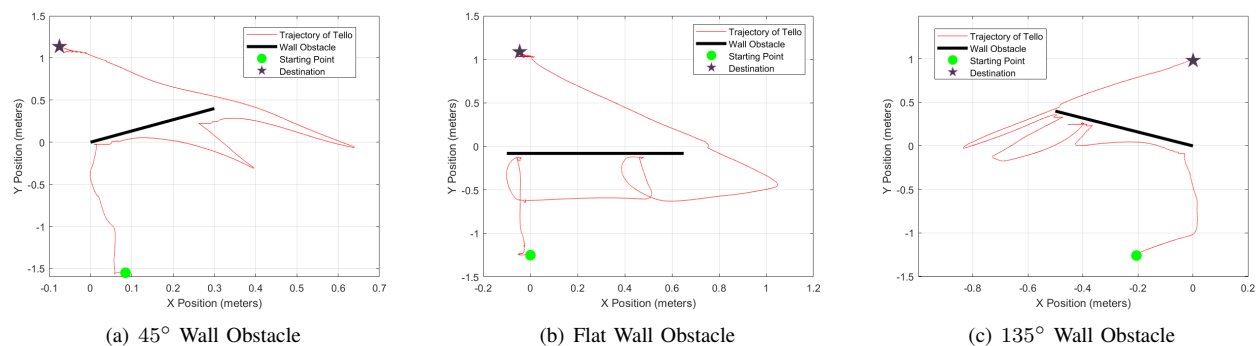 1.5
1
0.5
0
-0.5
-1
-1.5
Y Position (meters)
-0.1 0 0.1 0.2 0.3 0.4 0.5 0.6 0.7
X Position (meters)
Trajectory of Tello
Wall Obstacle
Starting Point
Destination
(a) 45° Wall Obstacle
1.5
1
0.5
0
-0.5
-1
-1.5
Y Position (meters)
-0.2 0 0.2 0.4 0.6 0.8 1 1.2
X Position (meters)
Trajectory of Tello
Wall Obstacle
Starting Point
Destination
(b) Flat Wall Obstacle
1.5
1
0.5
0
-0.5
-1
-1.5
Y Position (meters)
-0.8 -0.6 -0.4 -0.2 0 0.2
X Position (meters)
Trajectory of Tello
Wall Obstacle
Starting Point
Destination
(c) 135° Wall Obstacle